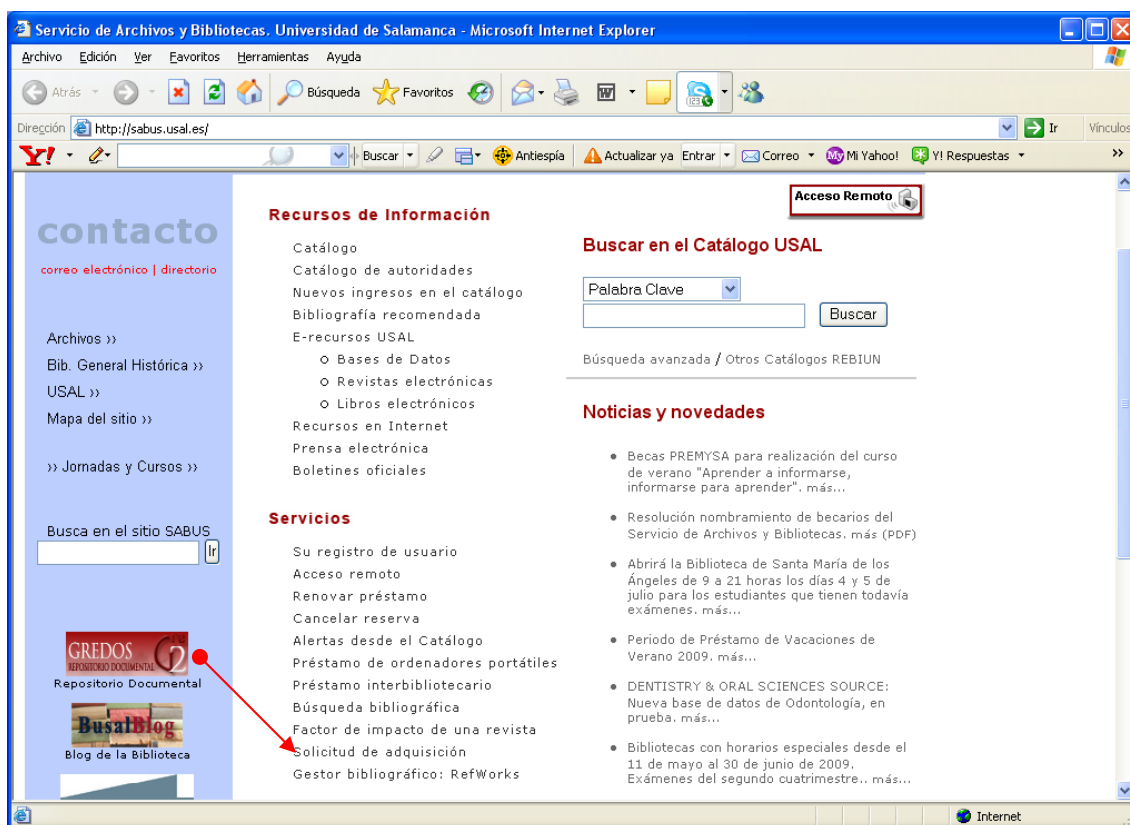 Servicio de Archivos y Bibliotecas. Universidad de Salamanca - Microsoft Internet Explorer
Archivo Edición Ver Favoritos Herramientas Ayuda
Atrás Búsqueda Favoritos
Dirección http://sabus.usal.es/ Ir Vínculos
Y! Buscar Antiespía Actualizar ya Entrar Correo My Mi Yahoo! Y! Respuestas »
contacto
correo electrónico | directorio
Archivos »
Bib. General Histórica »
USAL »
Mapa del sitio »
» Jornadas y Cursos »
Busca en el sitio SABUS
Ir
GREDOS
REPOSITORIO DOCUMENTAL
Repositorio Documental
BusalBlog
Blog de la Biblioteca
Recursos de Información
Catálogo
Catálogo de autoridades
Nuevos ingresos en el catálogo
Bibliografía recomendada
E-recursos USAL
o Bases de Datos
o Revistas electrónicas
o Libros electrónicos
Recursos en Internet
Prensa electrónica
Boletines oficiales
Servicios
Su registro de usuario
Acceso remoto
Renovar préstamo
Cancelar reserva
Alertas desde el Catálogo
Préstamo de ordenadores portátiles
Préstamo interbibliotecario
Búsqueda bibliográfica
Factor de impacto de una revista
Solicitud de adquisición
Gestor bibliográfico: RefWorks
Acceso Remoto
Buscar en el Catálogo USAL
Palabra Clave
Buscar
Búsqueda avanzada / Otros Catálogos REBIUN
Noticias y novedades
• Becas PREMYSA para realización del curso
de verano "Aprender a informarse,
informarse para aprender". más...
• Resolución nombramiento de becarios del
Servicio de Archivos y Bibliotecas. más (PDF)
• Abrirá la Biblioteca de Santa María de los
Ángeles de 9 a 21 horas los días 4 y 5 de
julio para los estudiantes que tienen todavía
exámenes. más...
• Periodo de Préstamo de Vacaciones de
Verano 2009. más...
• DENTISTRY & ORAL SCIENCES SOURCE:
Nueva base de datos de Odontología, en
prueba. más...
• Bibliotecas con horarios especiales desde el
11 de mayo al 30 de junio de 2009.
Exámenes del segundo cuatrimestre.. más...
Internet